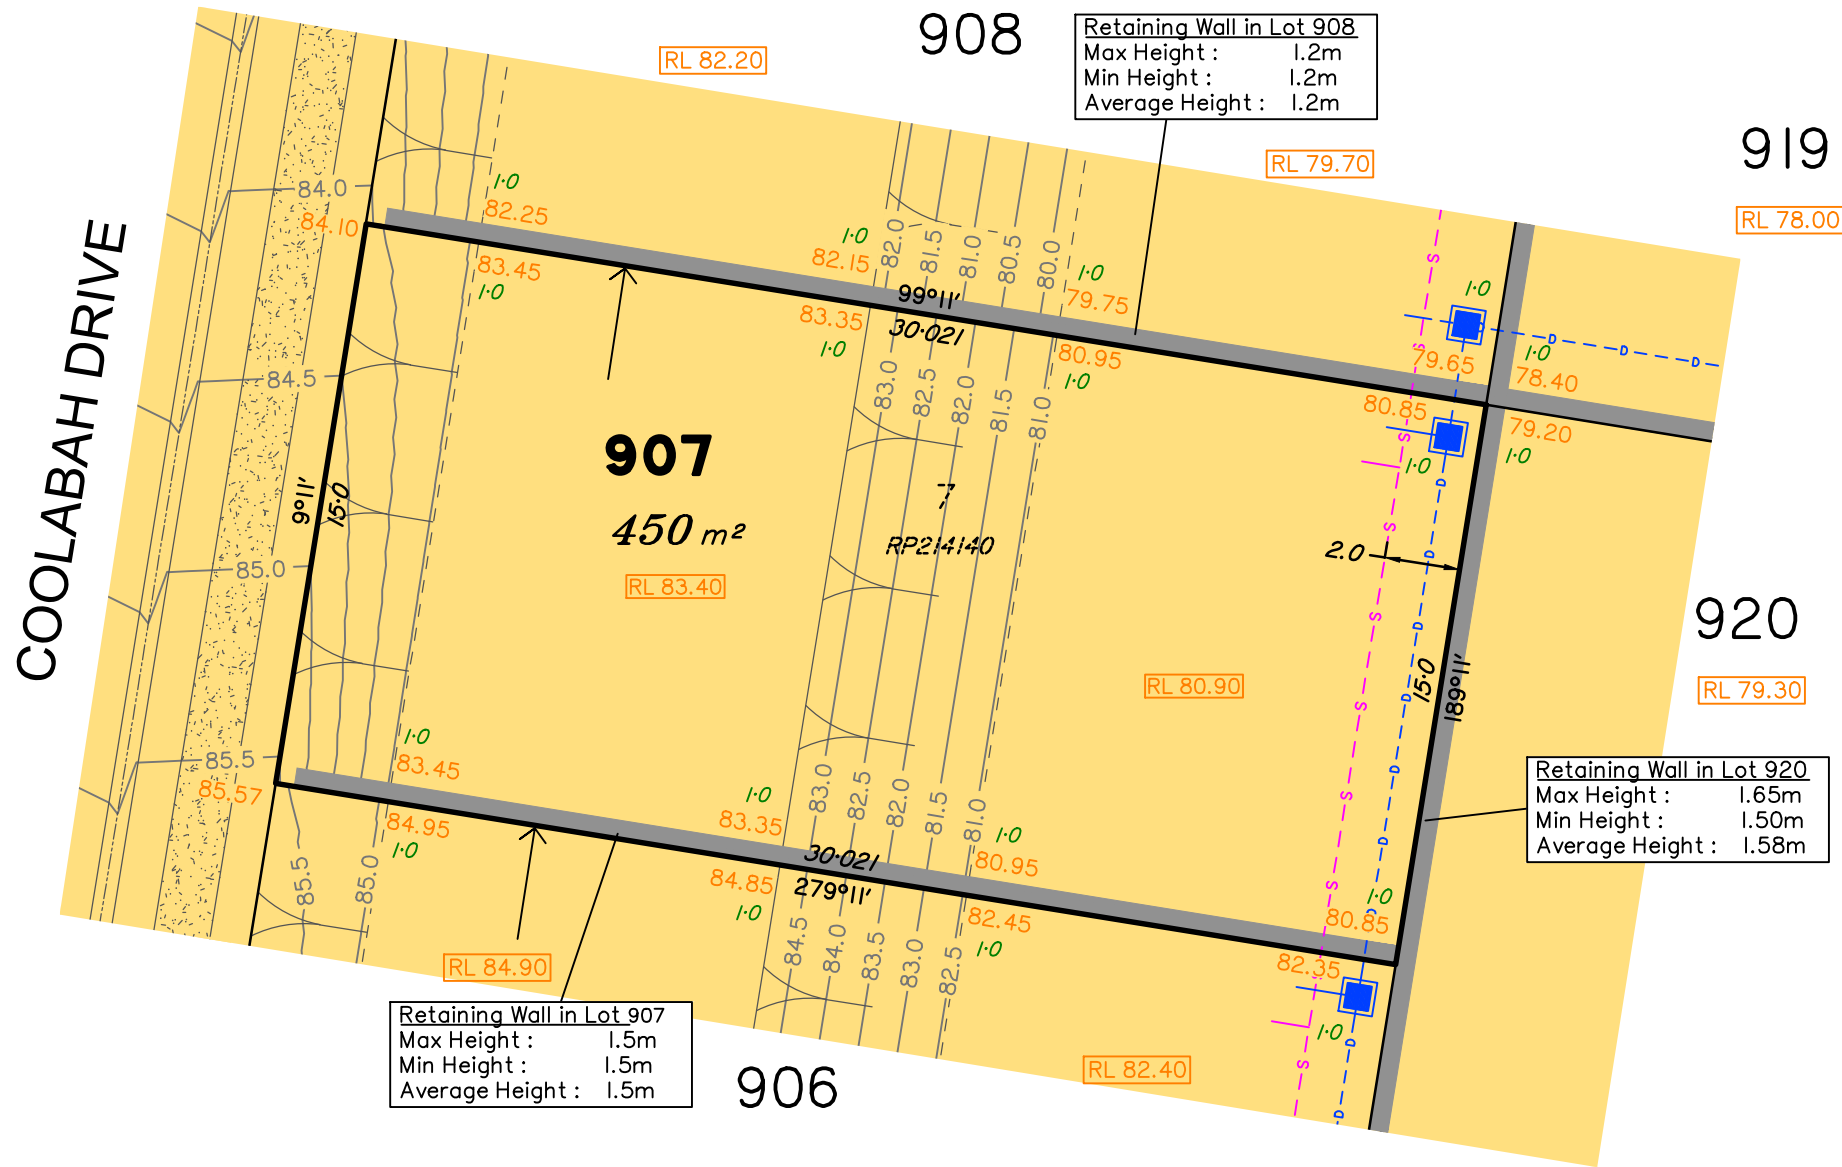 908
Retaining Wall in Lot 908
Max Height : 1.2m
Min Height : 1.2m
Average Height : 1.2m
RL 82.20
919
RL 79.70
RL 78.00
84.0
84.10
1·0
82.25
83.45
1·0
1·0
82.15
82.0
81.5
81.0
80.5
80.0
1·0
79.75
99°11'
30·021
83.35
1·0
80.95
1·0
S
1·0
D
D
D
79.65
1·0
78.40
80.85
1·0
79.20
1·0
COOLABAH DRIVE
84.5
83.0
82.5
82.0
81.5
81.0
907
450 m²
RL 83.40
7
RP214140
9°11'
15·0
85.0
S
S
D
2.0
D
S
920
RL 79.30
RL 80.90
15·0
189°11'
D
S
D
D
S
85.5
85.57
1·0
83.45
84.95
1·0
1·0
83.35
83.0
82.5
82.0
81.5
81.0
1·0
80.95
30·021
279°11'
84.85
1·0
82.45
1·0
85.5
85.0
84.5
84.0
83.5
83.0
82.5
Retaining Wall in Lot 920
Max Height : 1.65m
Min Height : 1.50m
Average Height : 1.58m
S
1·0
D
80.85
82.35
1·0
D
S
D
RL 84.90
Retaining Wall in Lot 907
Max Height : 1.5m
Min Height : 1.5m
Average Height : 1.5m
906
RL 82.40